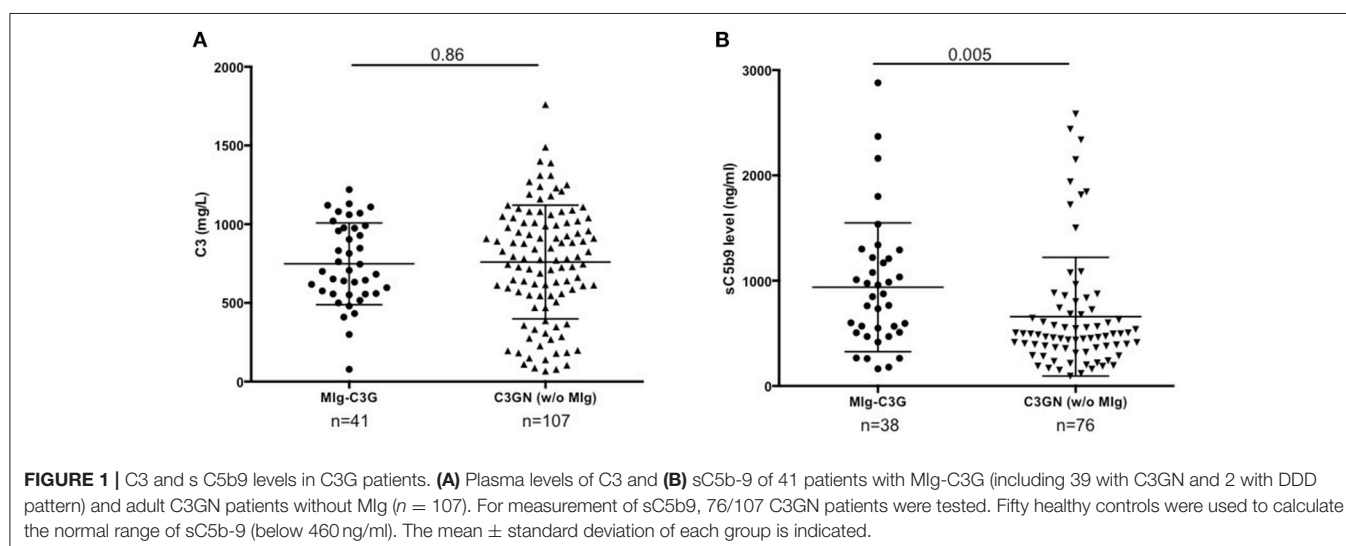 A
0.86
2000
1500
1000
500
0
C3 (mg/L)
MIg-C3G
C3GN (w/o MIg)
n=41
n=107
B
0.005
3000
2000
1000
0
sC5b9 level (ng/ml)
MIg-C3G
C3GN (w/o MIg)
n=38
n=76
FIGURE 1 | C3 and s C5b9 levels in C3G patients. (A) Plasma levels of C3 and (B) sC5b-9 of 41 patients with MIg-C3G (including 39 with C3GN and 2 with DDD
pattern) and adult C3GN patients without MIg (n = 107). For measurement of sC5b9, 76/107 C3GN patients were tested. Fifty healthy controls were used to calculate
the normal range of sC5b-9 (below 460 ng/ml). The mean ± standard deviation of each group is indicated.